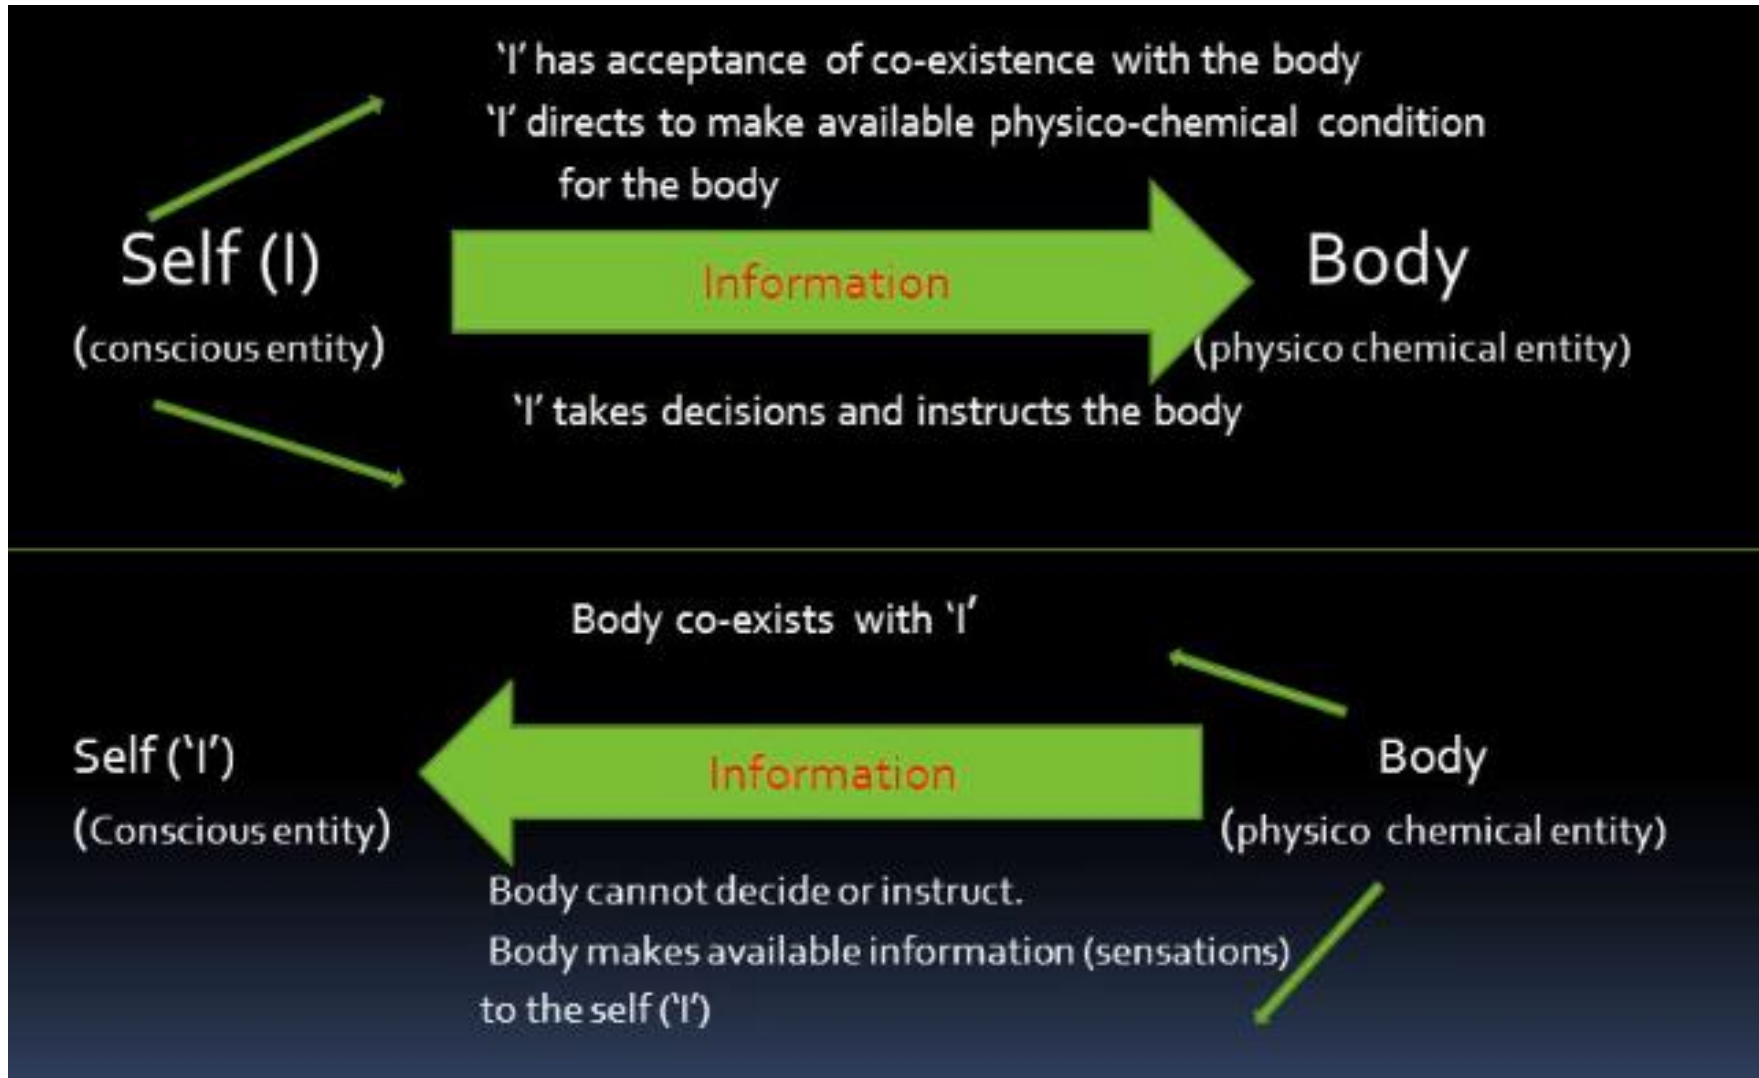 ‘I’ has acceptance of co-existence with the body
‘I’ directs to make available physico-chemical condition
for the body
Self (I)
Information
Body
(conscious entity)
(physico chemical entity)
‘I’ takes decisions and instructs the body
Body co-exists with ‘I’
Self (‘I’)
Information
Body
(Conscious entity)
(physico chemical entity)
Body cannot decide or instruct.
Body makes available information (sensations)
to the self (‘I’)